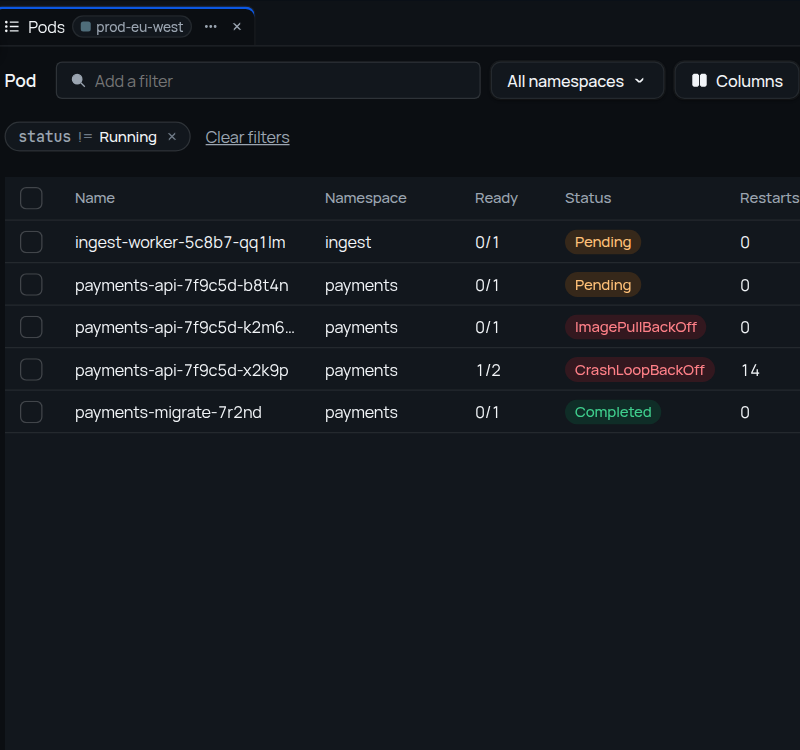 Pods prod-eu-west
Pod Add a filter All namespaces Columns
status != Running Clear filters
Name Namespace Ready Status Restarts
ingest-worker-5c8b7-qq1lm ingest 0/1 Pending 0
payments-api-7f9c5d-b8t4n payments 0/1 Pending 0
payments-api-7f9c5d-k2m6... payments 0/1 ImagePullBackOff 0
payments-api-7f9c5d-x2k9p payments 1/2 CrashLoopBackOff 14
payments-migrate-7r2nd payments 0/1 Completed 0